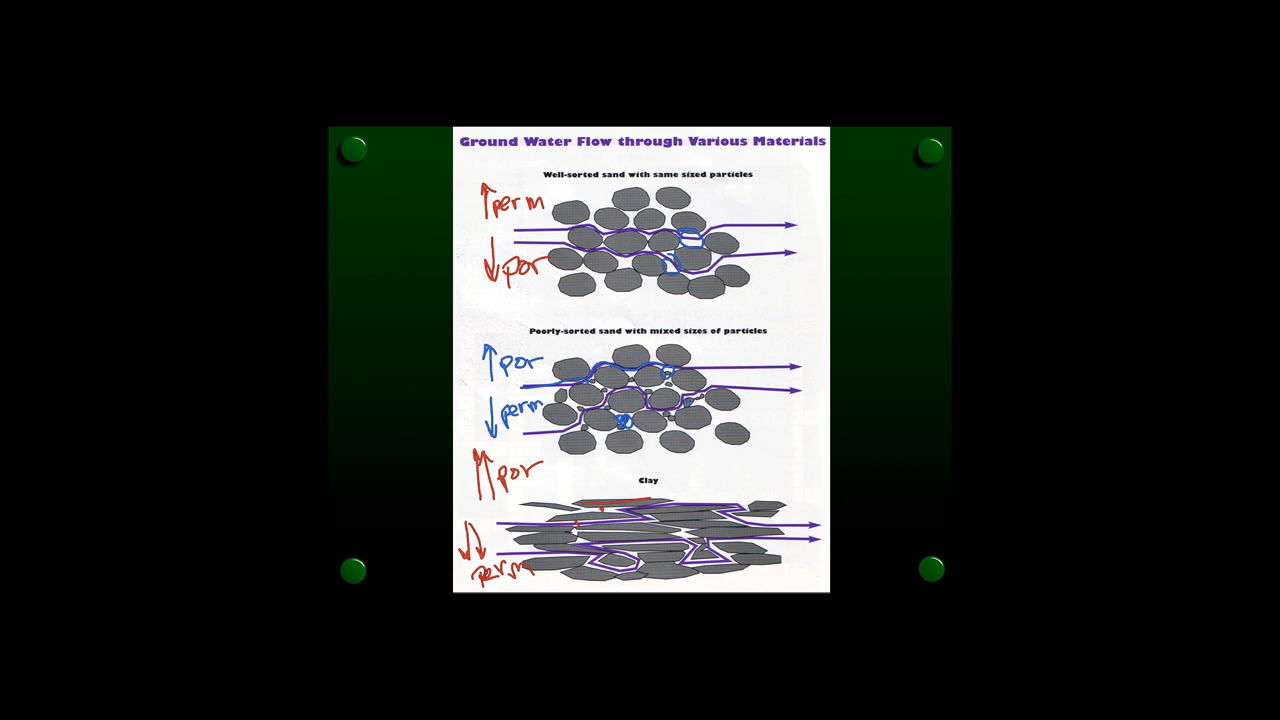 Ground Water Flow through Various Materials
Well-sorted sand with same sized particles
↑perm
↓por
Poorly-sorted sand with mixed sizes of particles
↑por
↓perm
↑↑por
Clay
↓↓
perm